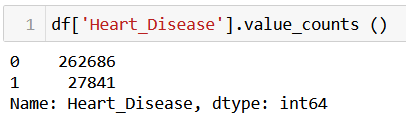 1 df['Heart_Disease'].value_counts ()
0    262686
1     27841
Name: Heart_Disease, dtype: int64